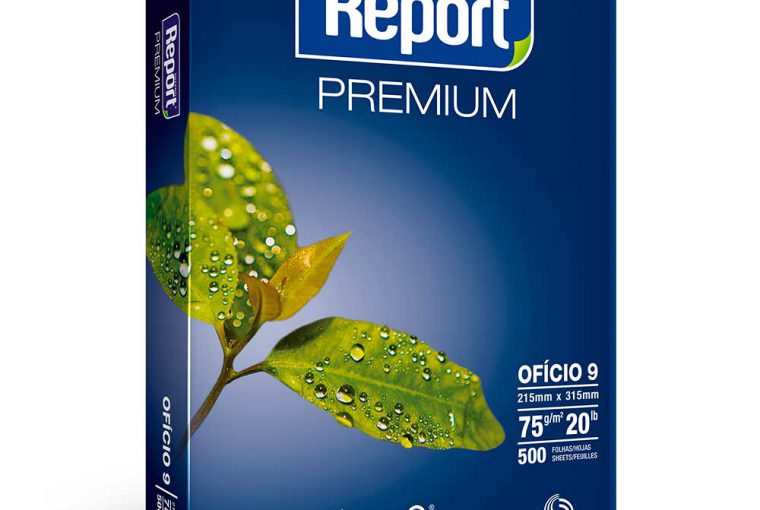 Report
PREMIUM
Report
PREMIUM
OFÍCIO 9
215mm x 315mm
75g/m² 20lb
500 FOLHAS/HOJAS
SHEETS/FEUILLES
OFÍCIO 9